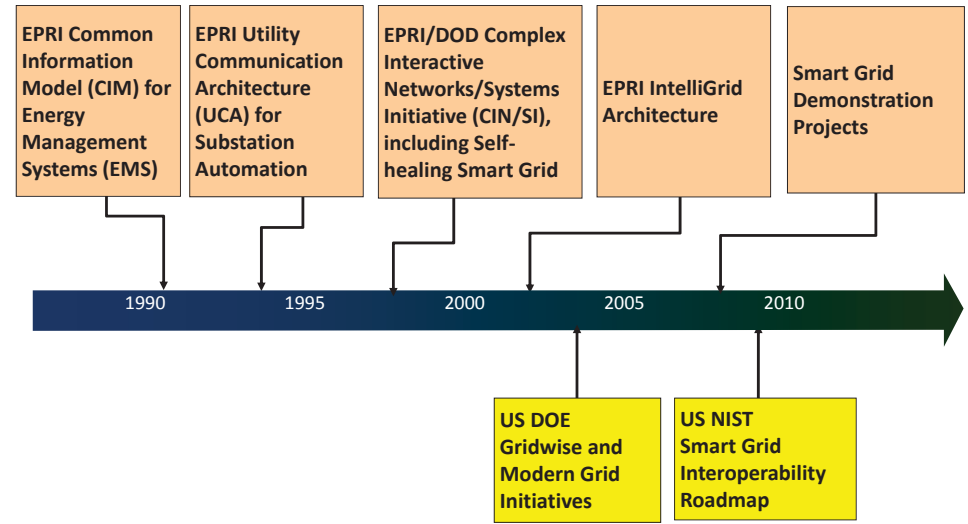 EPRI Common
Information
Model (CIM) for
Energy
Management
Systems (EMS)
EPRI Utility
Communication
Architecture
(UCA) for
Substation
Automation
EPRI/DOD Complex
Interactive
Networks/Systems
Initiative (CIN/SI),
including Self-
healing Smart Grid
EPRI IntelliGrid
Architecture
Smart Grid
Demonstration
Projects
1990
1995
2000
2005
2010
US DOE
Gridwise and
Modern Grid
Initiatives
US NIST
Smart Grid
Interoperability
Roadmap